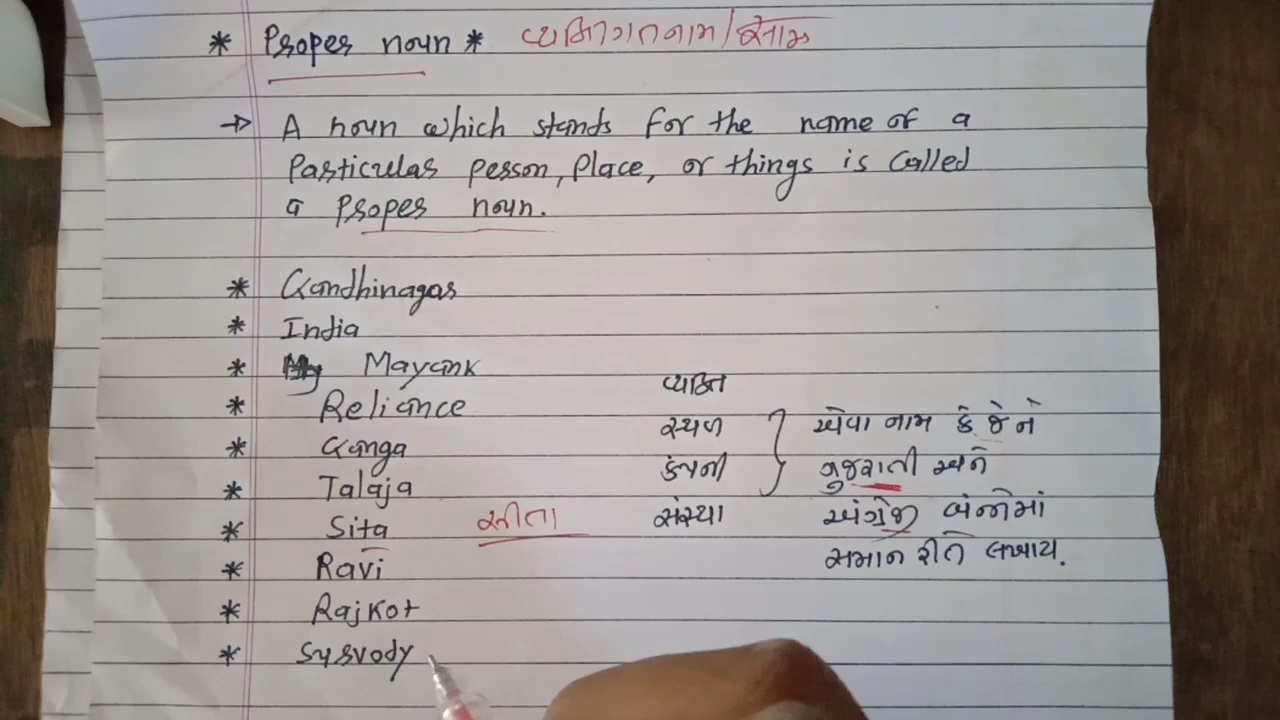 * Proper noun * વ્યક્તિગતનામ/સંજ્ઞા
→ A noun which stands for the name of a
Particular person, Place, or things is called
a Proper noun.
* Gandhinagar
* India
* Mayank
* Reliance
* Ganga
* Talaja
* Sita સીતા
* Ravi
* Rajkot
* Survody
વ્યક્તિ
સ્થળ
કંપની
સંસ્થા
એવા નામ કે જેને
ગુજરાતી અને
અંગ્રેજી બંન્નેમાં
સમાન રીતે લખાય.